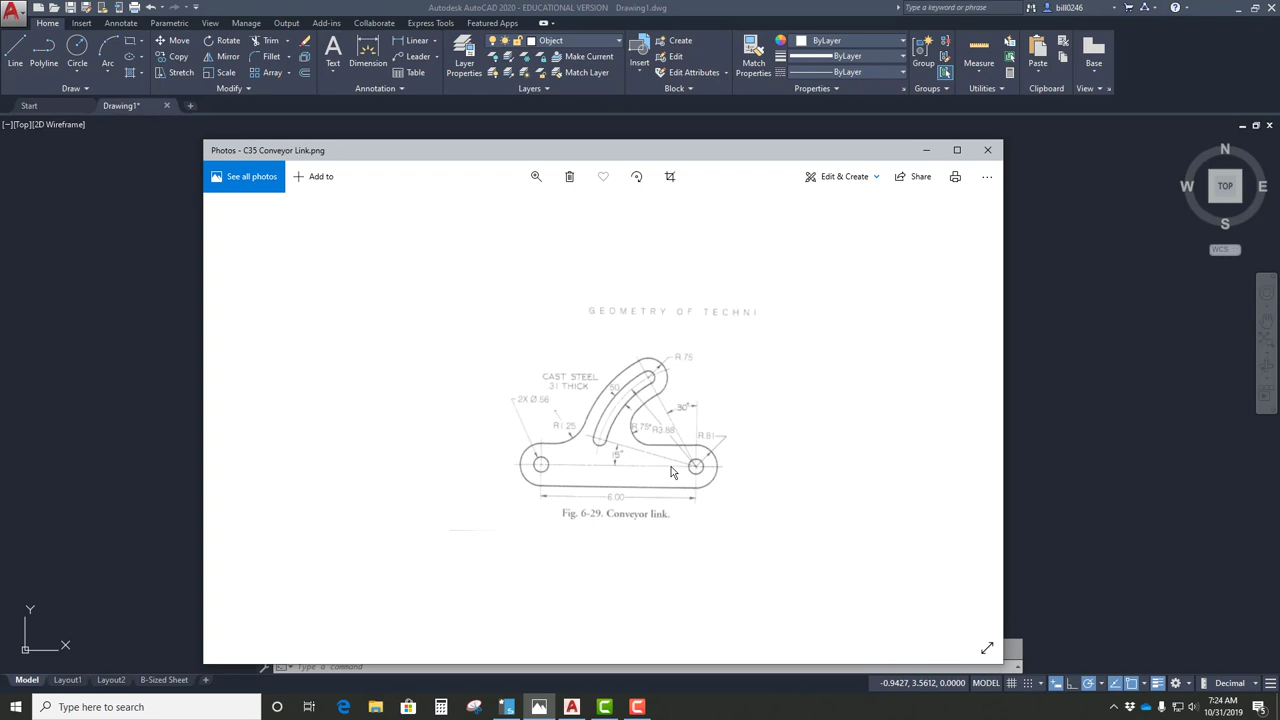 Autodesk AutoCAD 2020 - EDUCATIONAL VERSION Drawing1.dwg
Type a keyword or phrase
bill0246
Home Insert Annotate Parametric View Manage Output Add-ins Collaborate Express Tools Featured Apps
Line Polyline Circle Arc
Move Rotate Trim
Copy Mirror Fillet
Stretch Scale Array
Text Dimension
Linear
Leader
Table
Layer Properties
Object
Make Current
Match Layer
Insert
Create
Edit
Edit Attributes
Match Properties
ByLayer
ByLayer
ByLayer
Group
Measure
Paste
Base
Draw Modify Annotation Layers Block Properties Groups Utilities Clipboard View
Start Drawing1*
[−][Top][2D Wireframe]
N
W TOP E
S
WCS
Photos - C35 Conveyor Link.png
See all photos Add to Edit & Create Share
GEOMETRY OF TECHNI
R.75
CAST STEEL
.31 THICK
.50
2X Ø.56
30°
R1.25
R.75
R3.88
R.81
15°
6.00
Fig. 6-29. Conveyor link.
Y
X
Type a command
Model Layout1 Layout2 B-Sized Sheet
-0.9427, 3.5612, 0.0000 MODEL Decimal
Type here to search
7:24 AM
10/31/2019